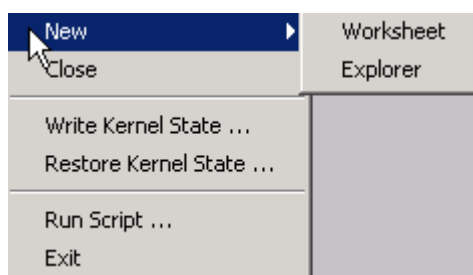 New
Close
Write Kernel State ...
Restore Kernel State ...
Run Script ...
Exit
Worksheet
Explorer